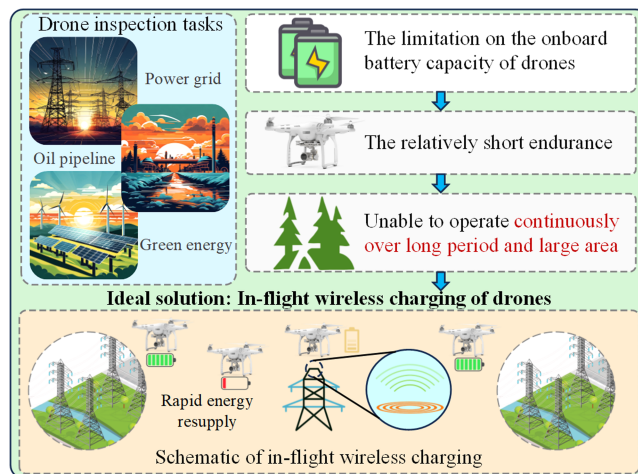 Drone inspection tasks
Power grid
Oil pipeline
Green energy
The limitation on the onboard
battery capacity of drones
The relatively short endurance
Unable to operate continuously
over long period and large area
Ideal solution: In-flight wireless charging of drones
Rapid energy
resupply
Schematic of in-flight wireless charging